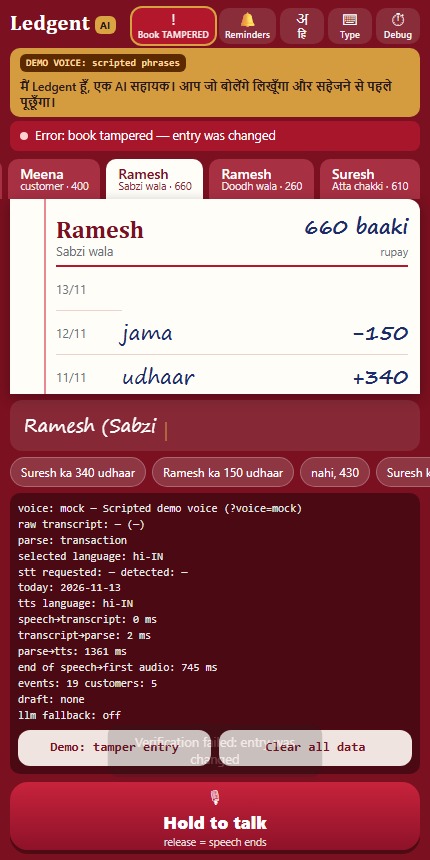 Ledgent AI
!
Book TAMPERED
Reminders
अ
हि
Type
Debug
DEMO VOICE: scripted phrases
मैं Ledgent हूँ, एक AI सहायक। आप जो बोलेंगे लिखूँगा और सहेजने से पहले
पूछूँगा।
Error: book tampered — entry was changed
Meena
customer · 400
Ramesh
Sabzi wala · 660
Ramesh
Doodh wala · 260
Suresh
Atta chakki · 610
Ramesh
660 baaki
Sabzi wala
rupay
13/11
12/11 jama −150
11/11 udhaar +340
Ramesh (Sabzi
Suresh ka 340 udhaar
Ramesh ka 150 udhaar
nahi, 430
Suresh k
voice: mock — Scripted demo voice (?voice=mock)
raw transcript: — (—)
parse: transaction
selected language: hi-IN
stt requested: — detected: —
today: 2026-11-13
tts language: hi-IN
speech→transcript: 0 ms
transcript→parse: 2 ms
parse→tts: 1361 ms
end of speech→first audio: 745 ms
events: 19 customers: 5
draft: none
llm fallback: off
Demo: tamper entry
Clear all data
Verification failed: entry was
changed
Hold to talk
release = speech ends